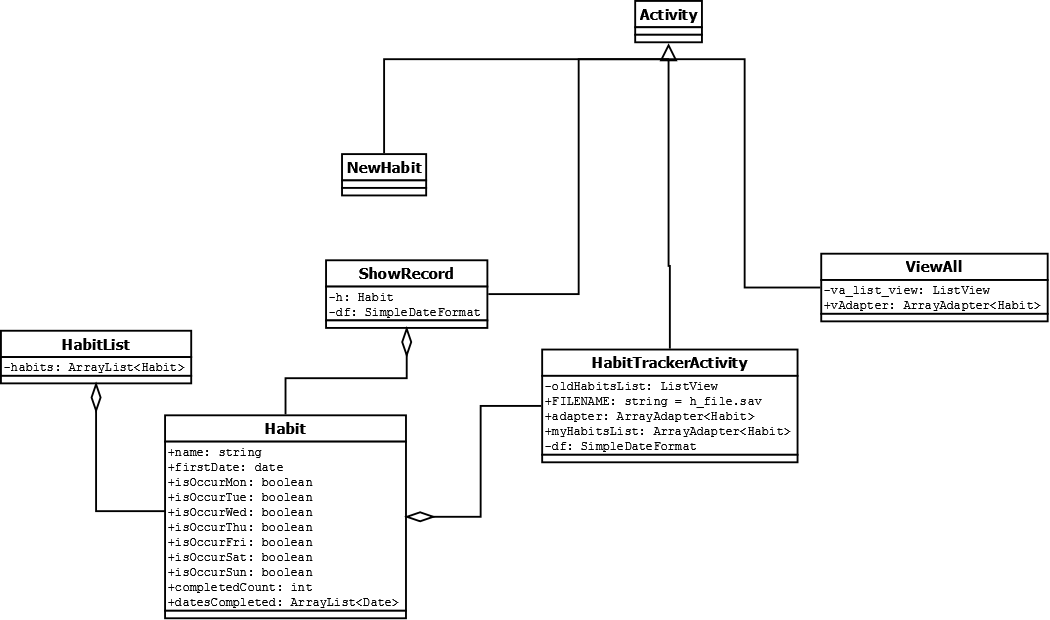 Activity
NewHabit
ShowRecord
-h: Habit
-df: SimpleDateFormat
ViewAll
-va_list_view: ListView
+vAdapter: ArrayAdapter<Habit>
HabitList
-habits: ArrayList<Habit>
HabitTrackerActivity
-oldHabitsList: ListView
+FILENAME: string = h_file.sav
+adapter: ArrayAdapter<Habit>
+myHabitsList: ArrayAdapter<Habit>
-df: SimpleDateFormat
Habit
+name: string
+firstDate: date
+isOccurMon: boolean
+isOccurTue: boolean
+isOccurWed: boolean
+isOccurThu: boolean
+isOccurFri: boolean
+isOccurSat: boolean
+isOccurSun: boolean
+completedCount: int
+datesCompleted: ArrayList<Date>